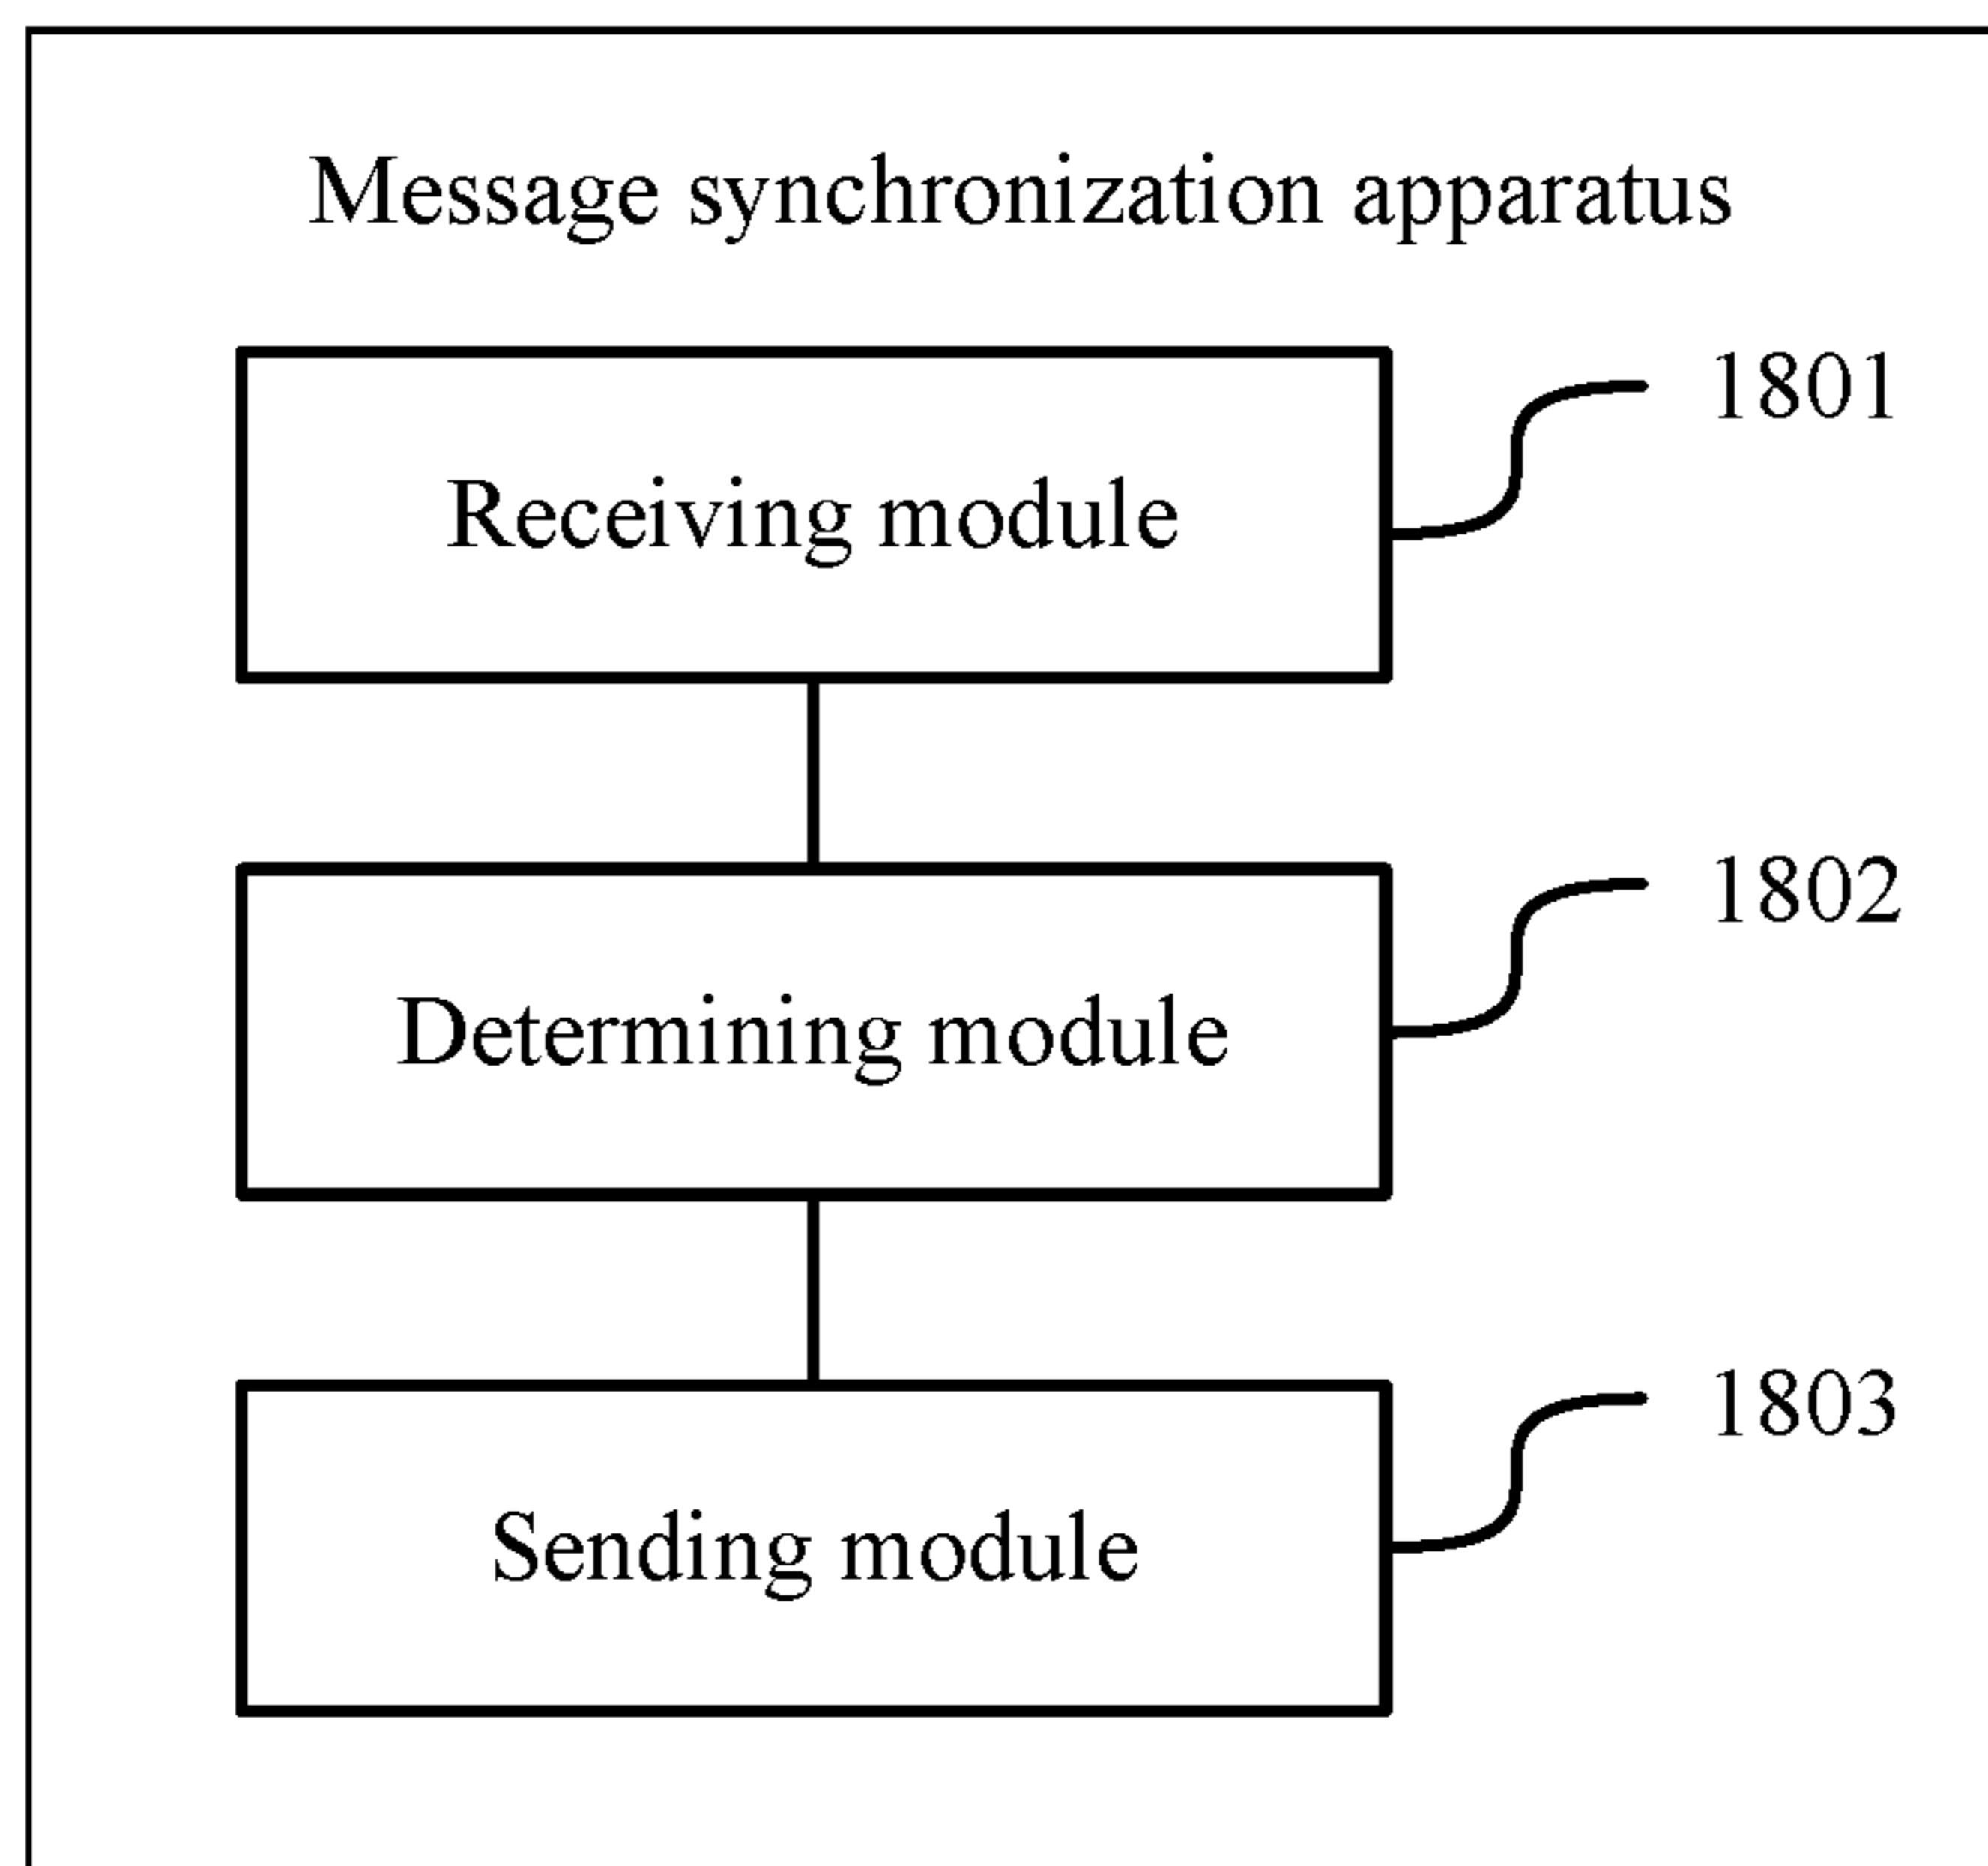 Message synchronization apparatus
1801
Receiving module
1802
Determining module
1803
Sending module